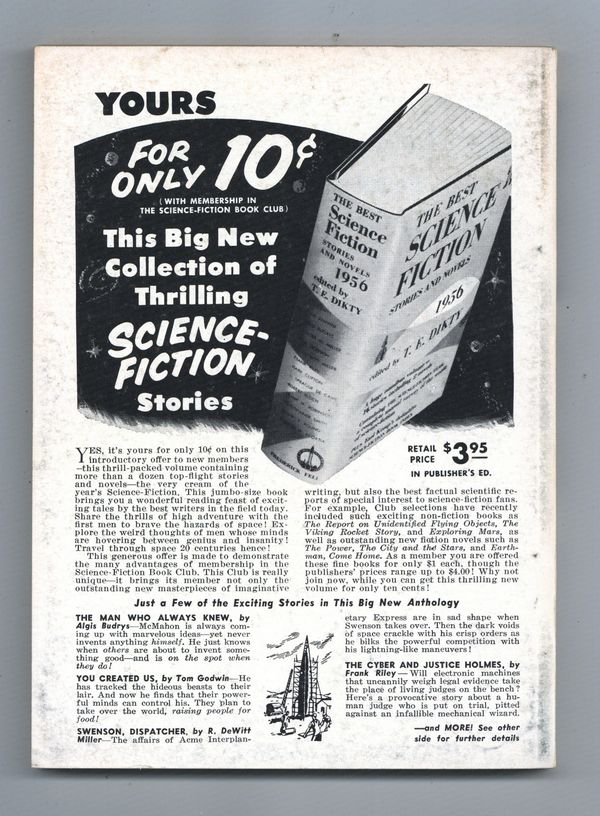 YOURS
FOR
ONLY 10¢
(WITH MEMBERSHIP IN
THE SCIENCE-FICTION BOOK CLUB)
This Big New
Collection of
Thrilling
SCIENCE-
FICTION
Stories
THE BEST
Science
Fiction
STORIES
AND NOVELS
1956
edited by
T. E. DIKTY
THE BEST
SCIENCE
FICTION
STORIES AND NOVELS
1956
edited by T. E. DIKTY
FREDERICK FELL
RETAIL
PRICE $3.95
IN PUBLISHER'S ED.
YES, it's yours for only 10¢ on this
introductory offer to new members
—this thrill-packed volume containing
more than a dozen top-flight stories
and novels—the very cream of the
year's Science-Fiction. This jumbo-size book
brings you a wonderful reading feast of excit-
ing tales by the best writers in the field today.
Share the thrills of high adventure with the
first men to brave the hazards of space! Ex-
plore the weird thoughts of men whose minds
are hovering between genius and insanity!
Travel through space 20 centuries hence!
This generous offer is made to demonstrate
the many advantages of membership in the
Science-Fiction Book Club. This Club is really
unique—it brings its member not only the
outstanding new masterpieces of imaginative
writing, but also the best factual scientific re-
ports of special interest to science-fiction fans.
For example, Club selections have recently
included such exciting non-fiction books as
The Report on Unidentified Flying Objects, The
Viking Rocket Story, and Exploring Mars, as
well as outstanding new fiction novels such as
The Power, The City and the Stars, and Earth-
man, Come Home. As a member you are offered
these fine books for only $1 each, though the
publishers' prices range up to $4.00! Why not
join now, while you can get this thrilling new
volume for only ten cents!
Just a Few of the Exciting Stories in This Big New Anthology
THE MAN WHO ALWAYS KNEW, by
Algis Budrys—McMahon is always com-
ing up with marvelous ideas—yet never
invents anything himself. He just knows
when others are about to invent some-
thing good—and is on the spot when
they do!
YOU CREATED US, by Tom Godwin—He
has tracked the hideous beasts to their
lair. And now he finds that their power-
ful minds can control his. They plan to
take over the world, raising people for
food!
SWENSON, DISPATCHER, by R. DeWitt
Miller—The affairs of Acme Interplan-
etary Express are in sad shape when
Swenson takes over. Then the dark voids
of space crackle with his crisp orders as
he bilks the powerful competition with
his lightning-like maneuvers!
THE CYBER AND JUSTICE HOLMES, by
Frank Riley—Will electronic machines
that uncannily weigh legal evidence take
the place of living judges on the bench?
Here's a provocative story about a hu-
man judge who is put on trial, pitted
against an infallible mechanical wizard.
—and MORE! See other
side for further details